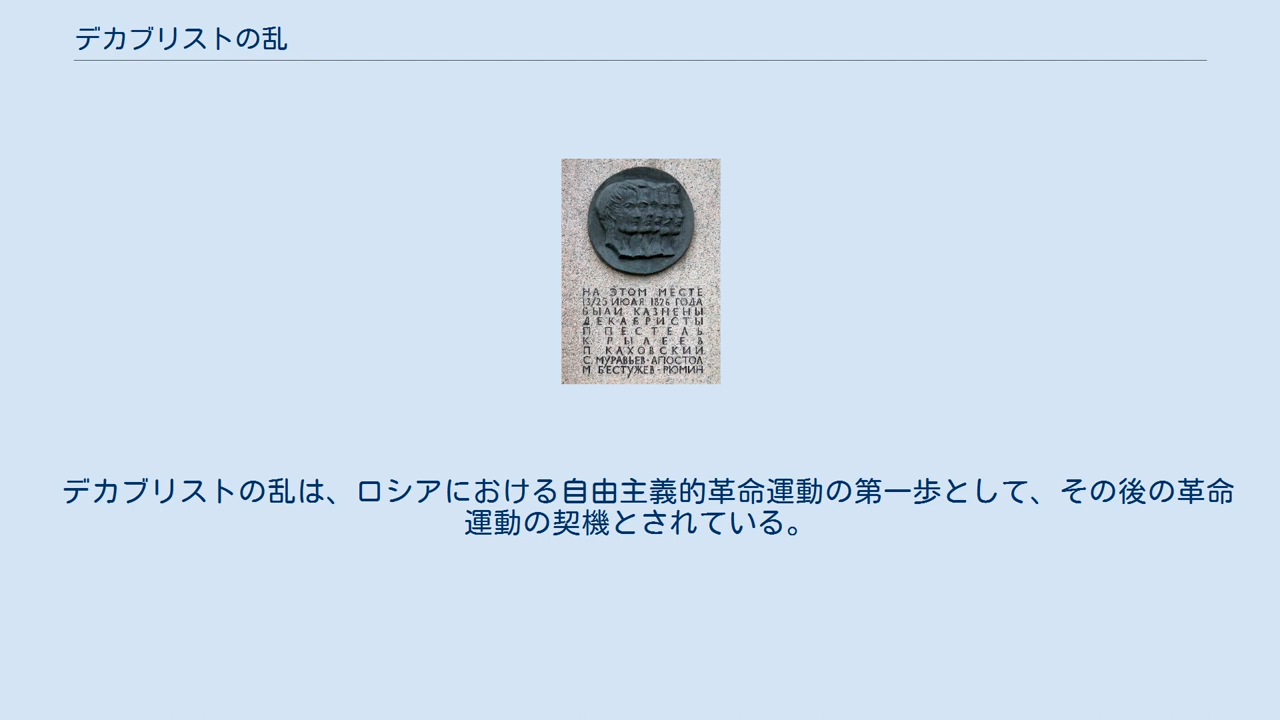 デカブリストの乱
НА ЭТОМ МЕСТЕ
13/25 ИЮЛЯ 1826 ГОДА
БЫЛИ КАЗНЕНЫ
ДЕКАБРИСТЫ
П ПЕСТЕЛЬ
К РЫЛЕЕВ
П КАХОВСКИЙ
С МУРАВЬЕВ-АПОСТОЛ
М БЕСТУЖЕВ-РЮМИН
デカブリストの乱は、ロシアにおける自由主義的革命運動の第一歩として、その後の革命
運動の契機とされている。